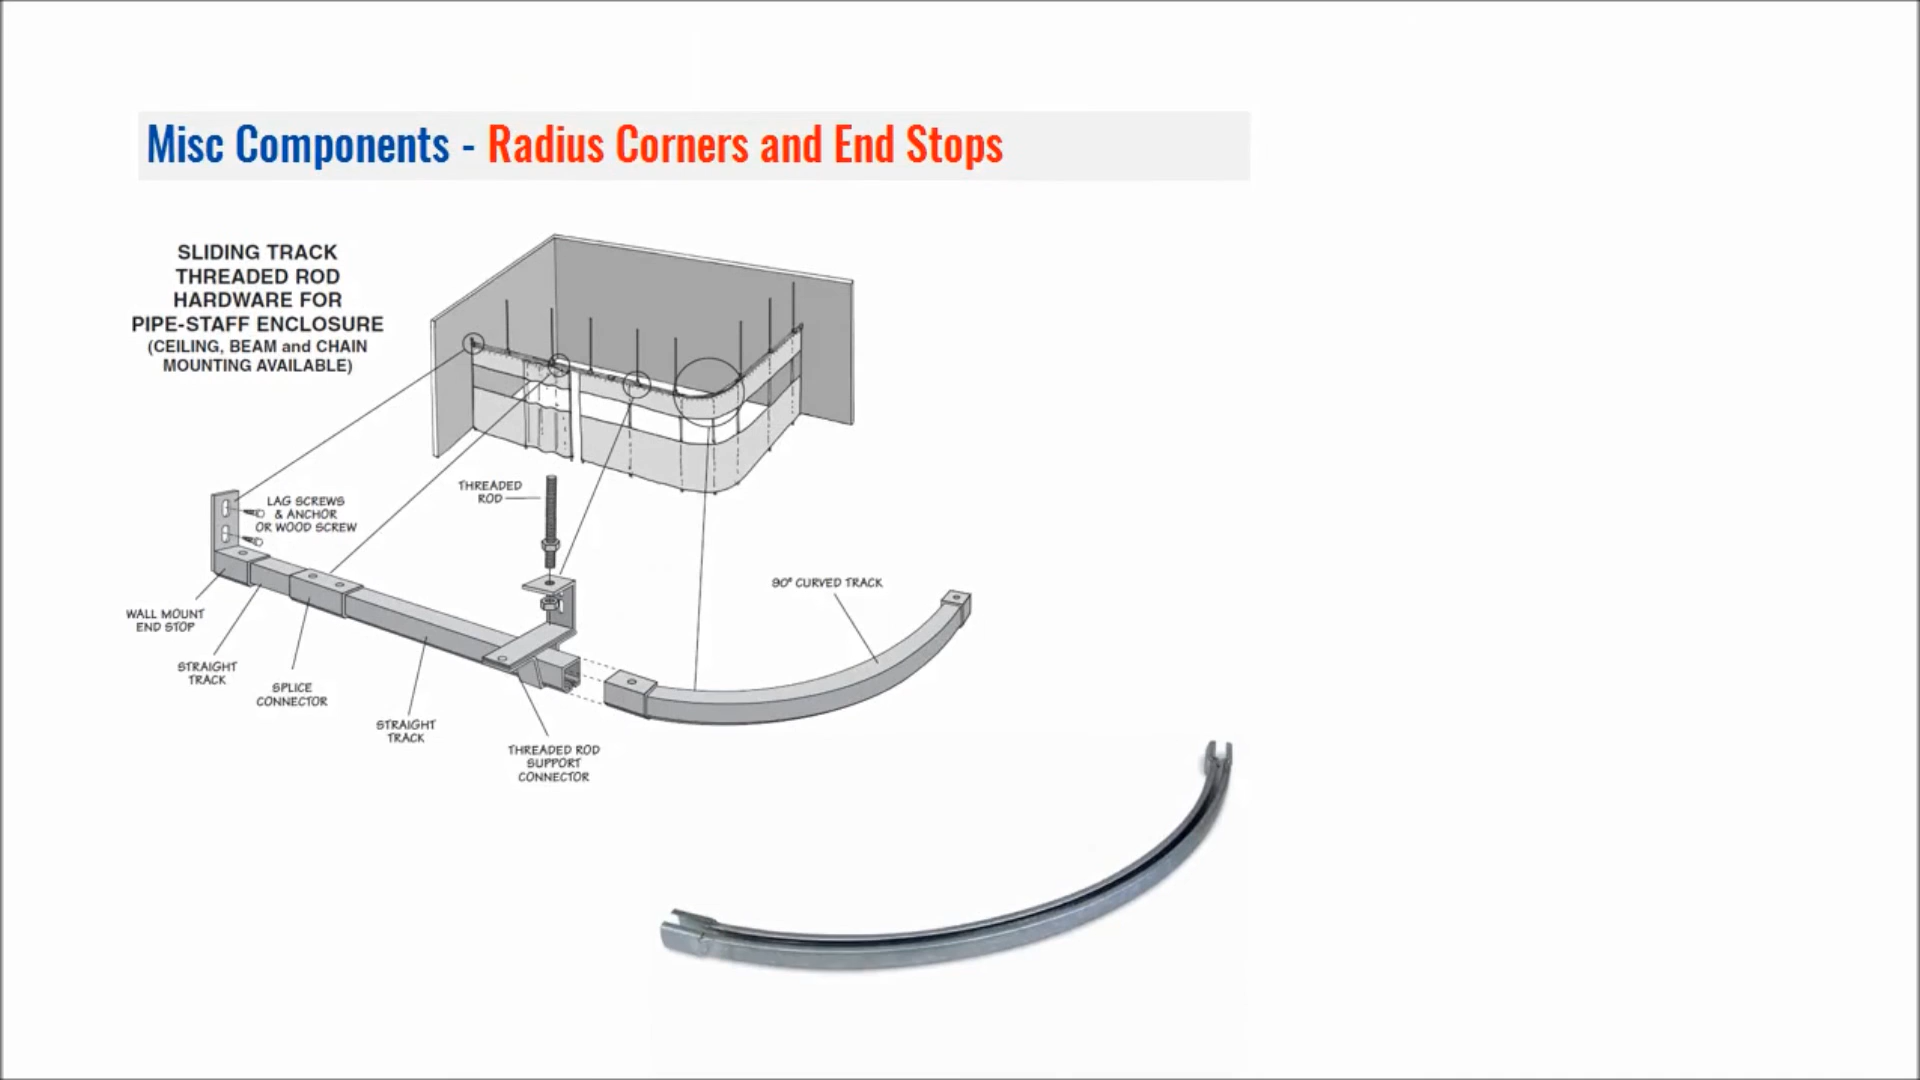 Misc Components - Radius Corners and End Stops
SLIDING TRACK
THREADED ROD
HARDWARE FOR
PIPE-STAFF ENCLOSURE
(CEILING, BEAM and CHAIN
MOUNTING AVAILABLE)
LAG SCREWS
& ANCHOR
OR WOOD SCREW
THREADED
ROD
90° CURVED TRACK
WALL MOUNT
END STOP
STRAIGHT
TRACK
SPLICE
CONNECTOR
STRAIGHT
TRACK
THREADED ROD
SUPPORT
CONNECTOR